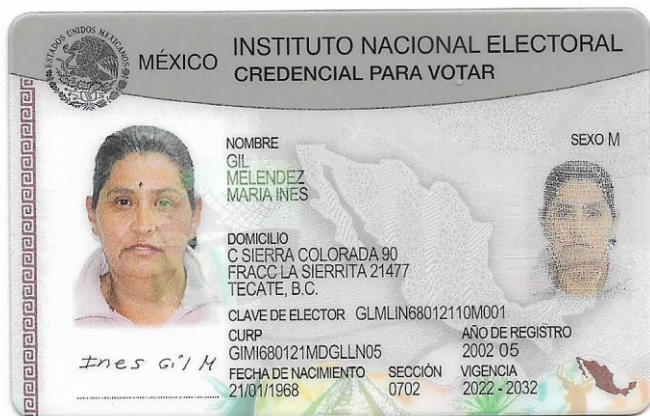 ESTADOS UNIDOS MEXICANOS
MÉXICO INSTITUTO NACIONAL ELECTORAL
CREDENCIAL PARA VOTAR
NOMBRE SEXO M
GIL
MELENDEZ
MARIA INES
DOMICILIO
C SIERRA COLORADA 90
FRACC LA SIERRITA 21477
TECATE, B.C.
CLAVE DE ELECTOR GLMLIN68012110M001
CURP AÑO DE REGISTRO
GIMI680121MDGLLN05 2002 05
FECHA DE NACIMIENTO SECCIÓN VIGENCIA
21/01/1968 0702 2022 - 2032
Ines Gil M